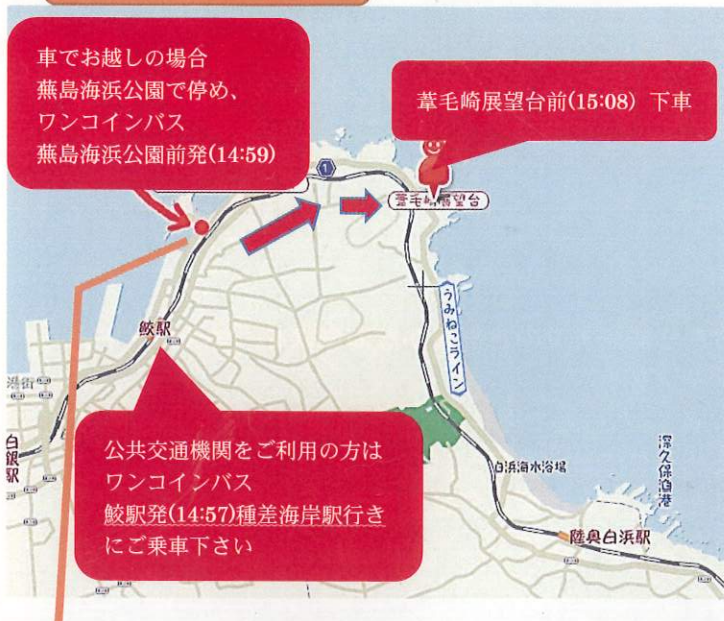 車でお越しの場合
蕪島海浜公園で停め、
ワンコインバス
蕪島海浜公園前発(14:59)
葦毛崎展望台前(15:08) 下車
1
葦毛崎展望台
うみねこライン
鮫駅
港街
白銀駅
公共交通機関をご利用の方は
ワンコインバス
鮫駅発(14:57)種差海岸駅行き
にご乗車下さい
白浜海水浴場
深久保漁港
陸奥白浜駅